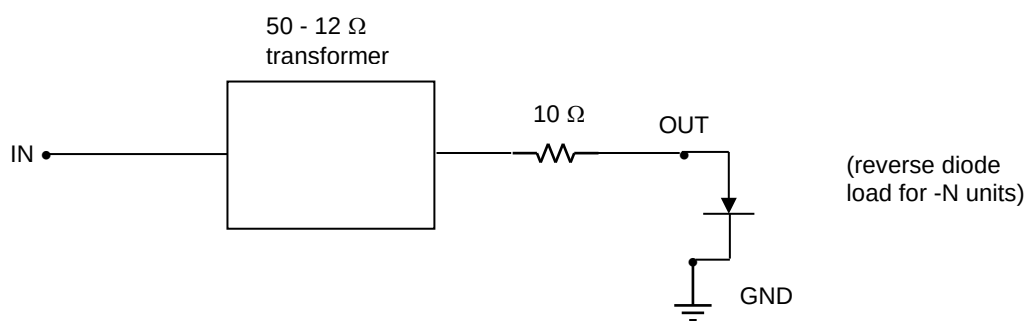 50 - 12 Ω
transformer
10 Ω
OUT
IN
(reverse diode
load for -N units)
GND